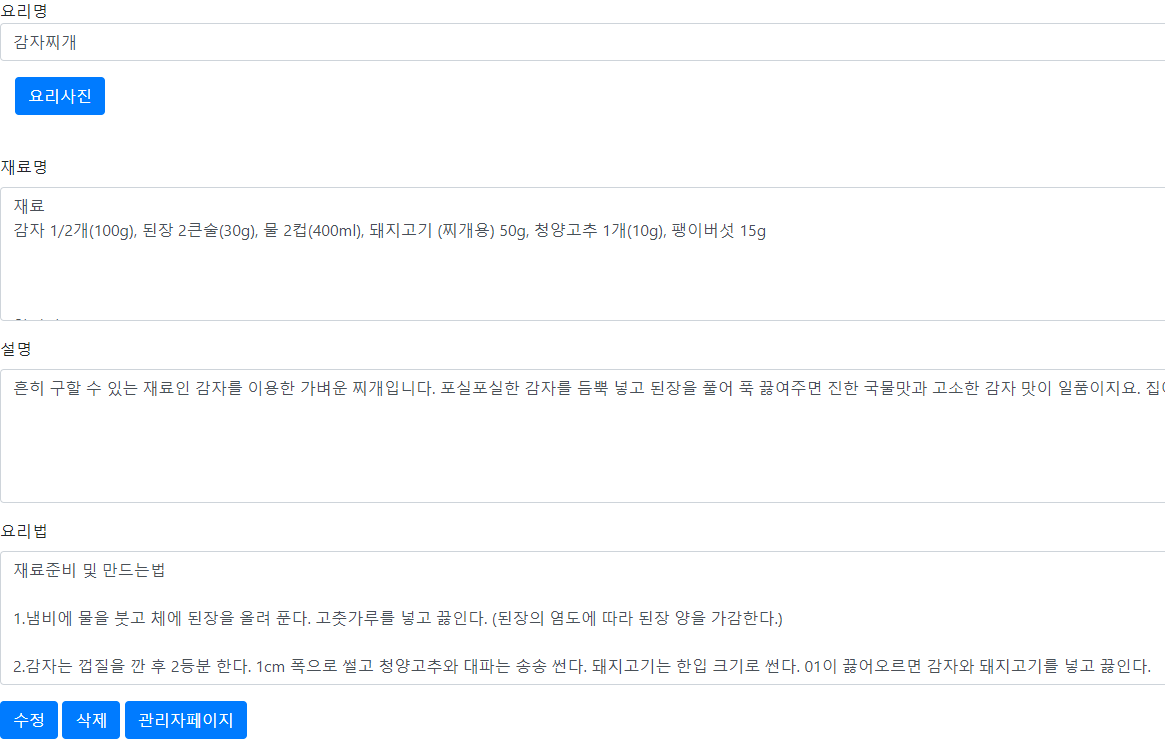 요리명
감자찌개
요리사진
재료명
재료
감자 1/2개(100g), 된장 2큰술(30g), 물 2컵(400ml), 돼지고기 (찌개용) 50g, 청양고추 1개(10g), 팽이버섯 15g
설명
흔히 구할 수 있는 재료인 감자를 이용한 가벼운 찌개입니다. 포실포실한 감자를 듬뿍 넣고 된장을 풀어 푹 끓여주면 진한 국물맛과 고소한 감자 맛이 일품이지요.
요리법
재료준비 및 만드는법
1.냄비에 물을 붓고 체에 된장을 올려 푼다. 고춧가루를 넣고 끓인다. (된장의 염도에 따라 된장 양을 가감한다.)
2.감자는 껍질을 깐 후 2등분 한다. 1cm 폭으로 썰고 청양고추와 대파는 송송 썬다. 돼지고기는 한입 크기로 썬다. 01이 끓어오르면 감자와 돼지고기를 넣고 끓인다.
수정 삭제 관리자페이지